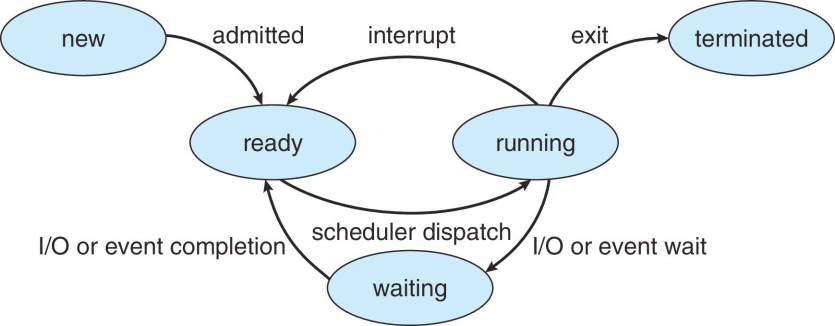 new
admitted
interrupt
exit
terminated
ready
running
I/O or event completion
scheduler dispatch
I/O or event wait
waiting